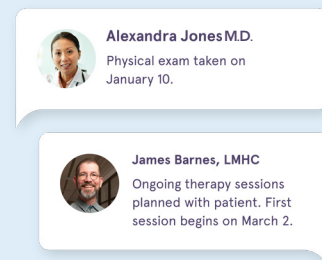 Alexandra Jones M.D.
Physical exam taken on
January 10.
James Barnes, LMHC
Ongoing therapy sessions
planned with patient. First
session begins on March 2.